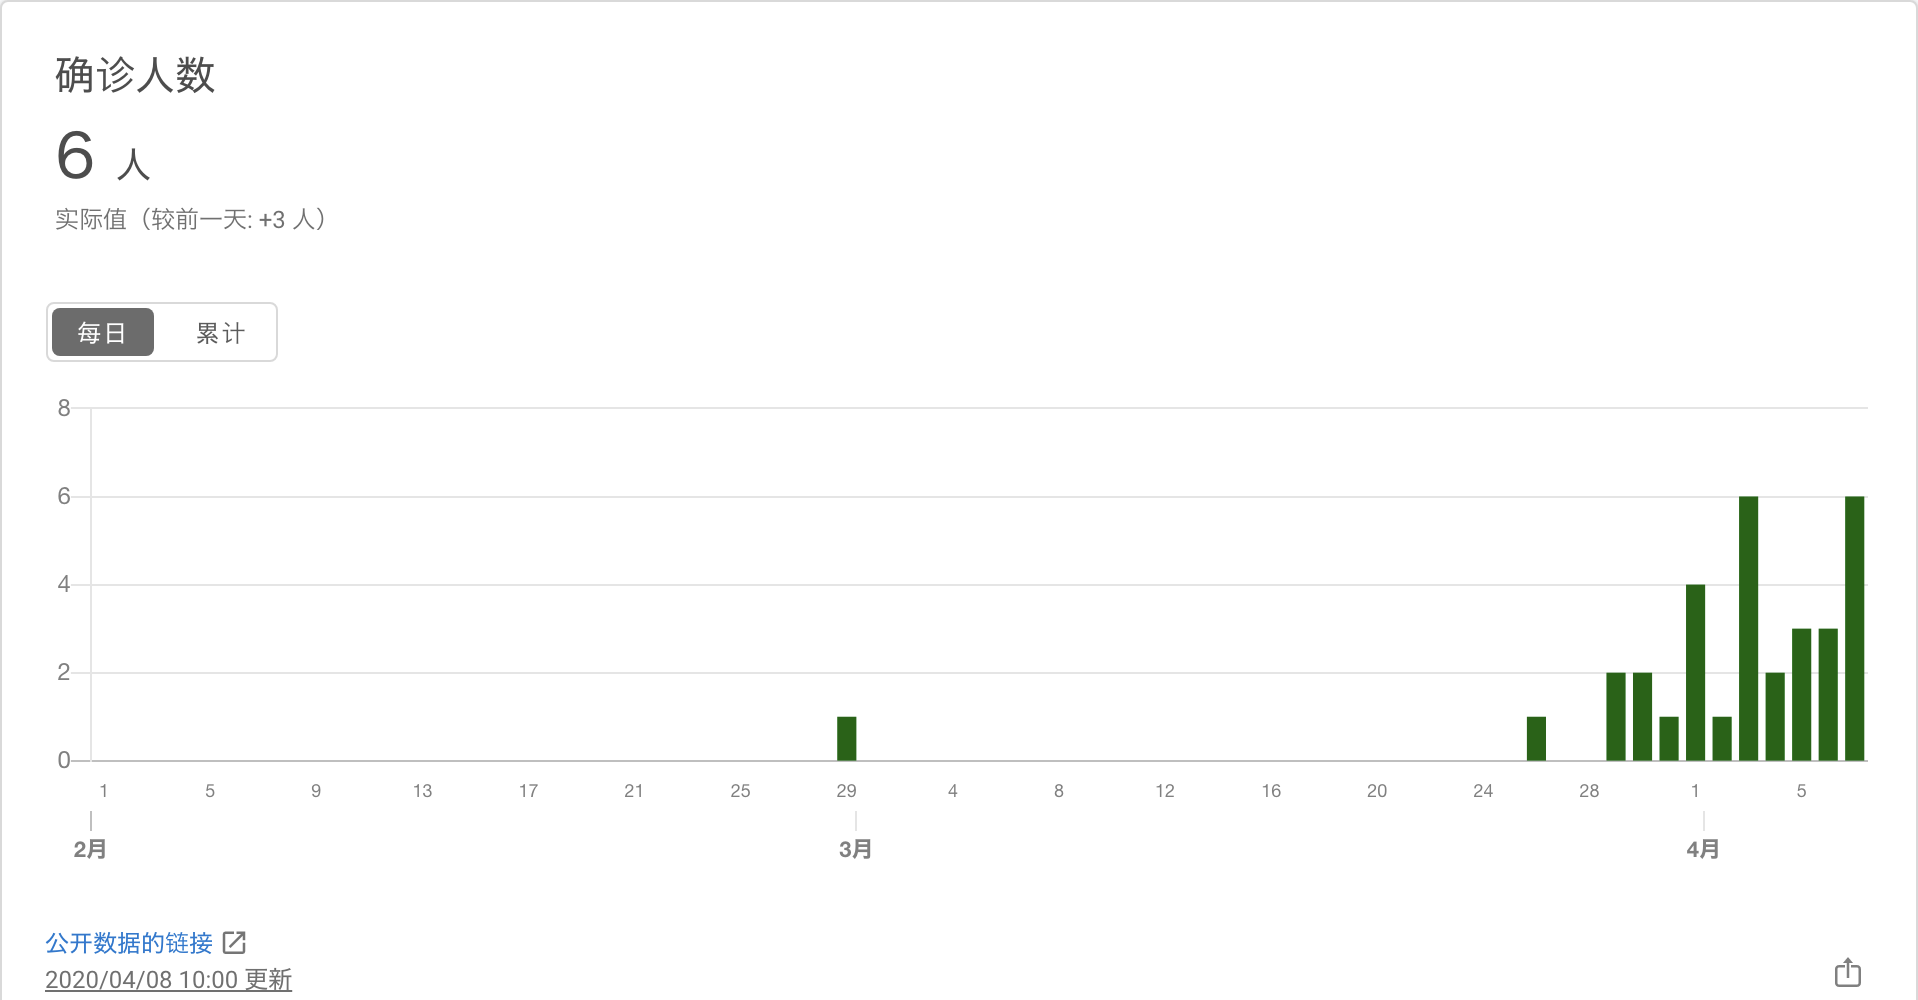 确诊人数
6 人
实际值（较前一天: +3 人）
每日 累计
8
6
4
2
0
1 5 9 13 17 21 25 29 4 8 12 16 20 24 28 1 5
2月 3月 4月
公开数据的链接
2020/04/08 10:00 更新